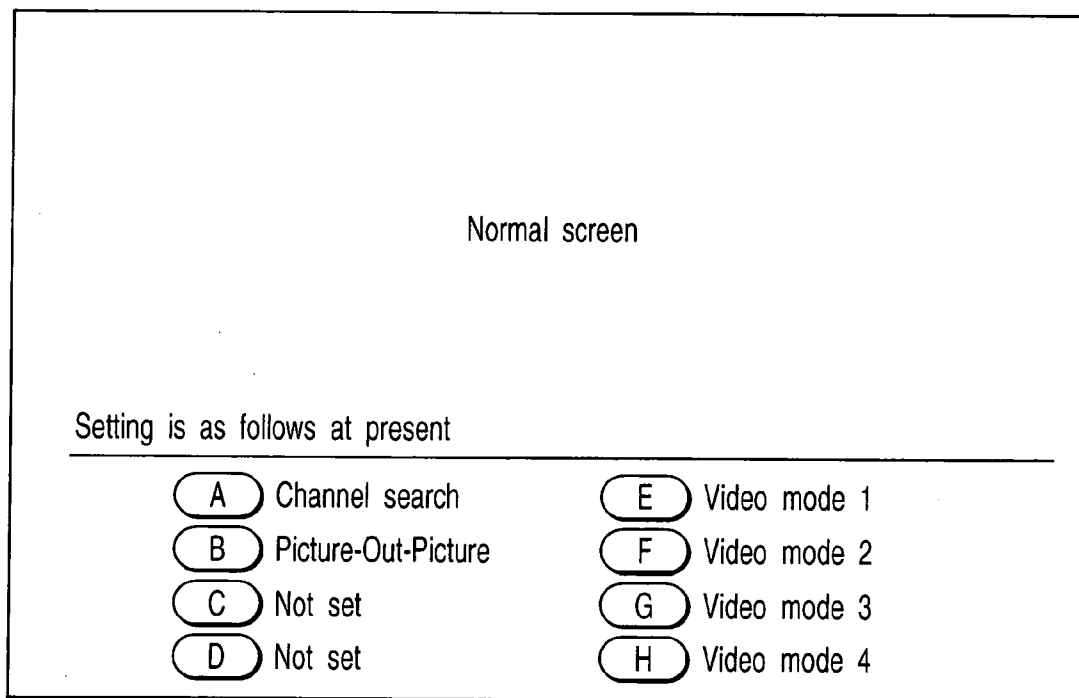 Normal screen
Setting is as follows at present
A Channel search
B Picture-Out-Picture
C Not set
D Not set
E Video mode 1
F Video mode 2
G Video mode 3
H Video mode 4